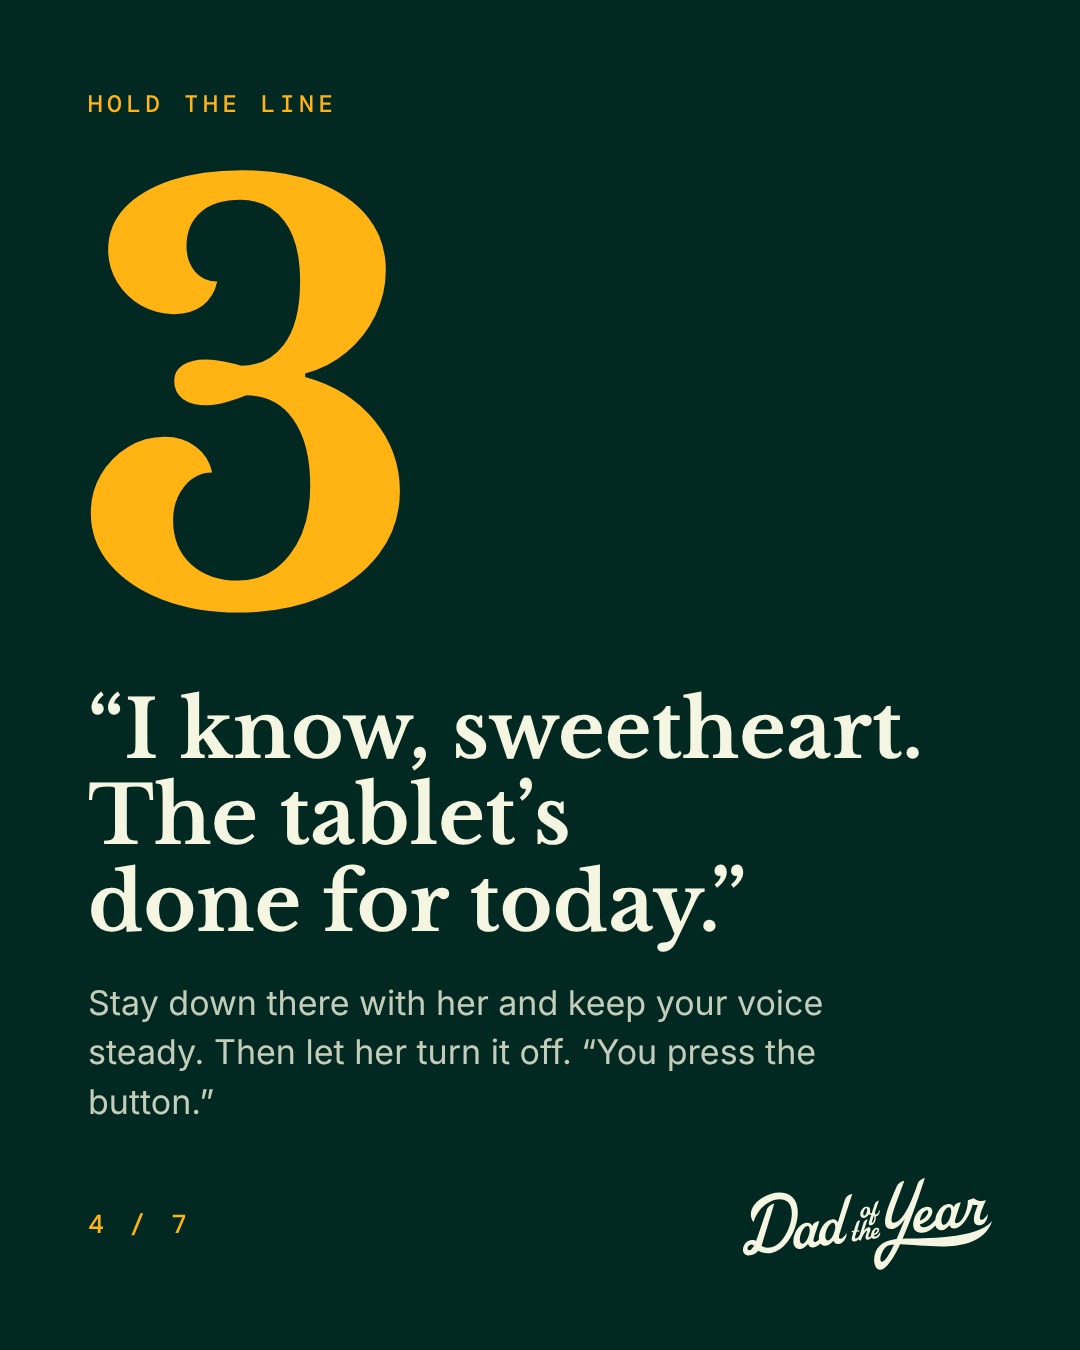 HOLD THE LINE
3
“I know, sweetheart.
The tablet’s
done for today.”
Stay down there with her and keep your voice
steady. Then let her turn it off. “You press the
button.”
4 / 7
Dad of the Year